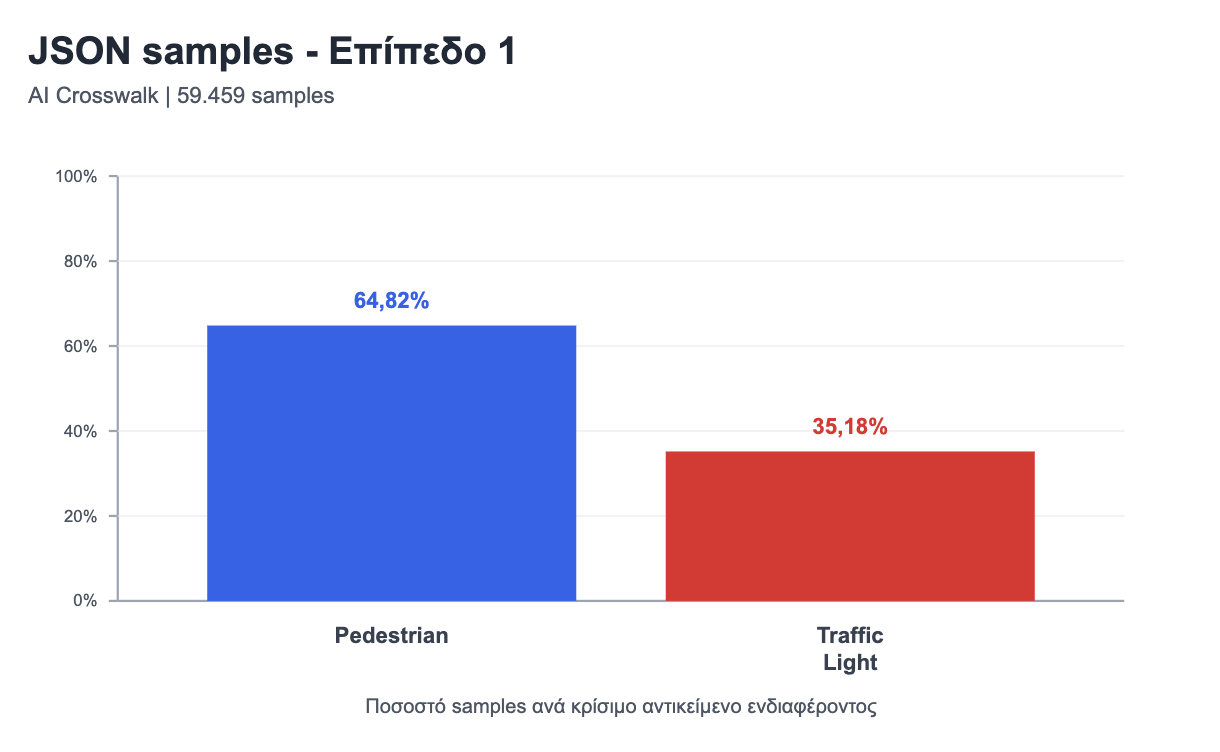 JSON samples - Επίπεδο 1
AI Crosswalk | 59.459 samples
100%
80%
64,82%
60%
40%
35,18%
20%
0%
Pedestrian
Traffic
Light
Ποσοστό samples ανά κρίσιμο αντικείμενο ενδιαφέροντος